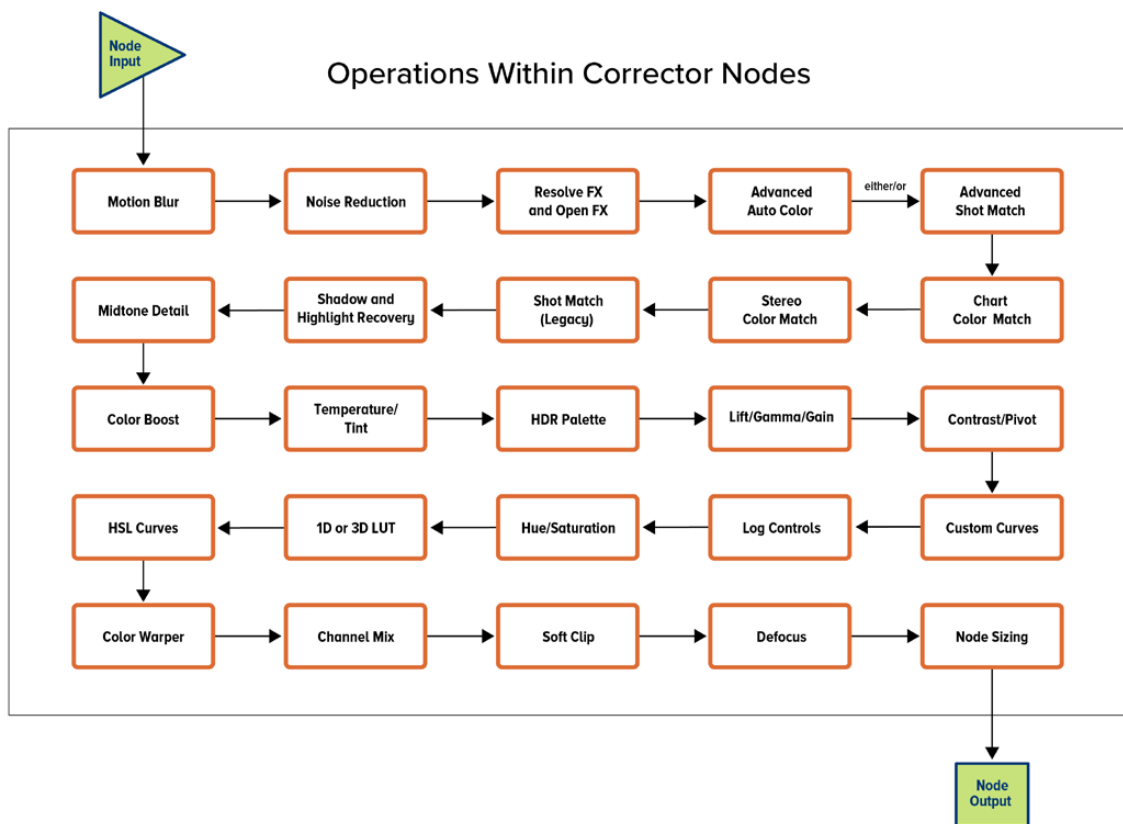 Node
Input
Operations Within Corrector Nodes
Motion Blur
Noise Reduction
Resolve FX
and Open FX
Advanced
Auto Color
either/or
Advanced
Shot Match
Midtone Detail
Shadow and
Highlight Recovery
Shot Match
(Legacy)
Stereo
Color Match
Chart
Color Match
Color Boost
Temperature/
Tint
HDR Palette
Lift/Gamma/Gain
Contrast/Pivot
HSL Curves
1D or 3D LUT
Hue/Saturation
Log Controls
Custom Curves
Color Warper
Channel Mix
Soft Clip
Defocus
Node Sizing
Node
Output